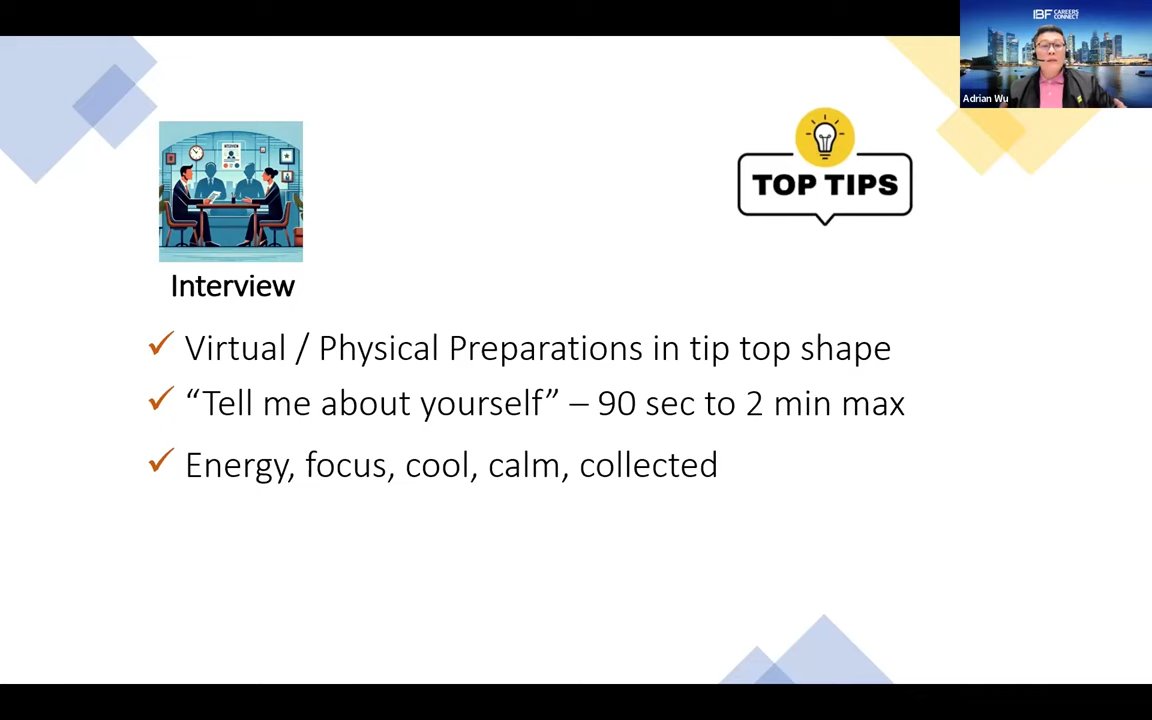 IBF CAREERS
CONNECT
Adrian Wu
INTERVIEW
TOP TIPS
Interview
✓ Virtual / Physical Preparations in tip top shape
✓ “Tell me about yourself” – 90 sec to 2 min max
✓ Energy, focus, cool, calm, collected